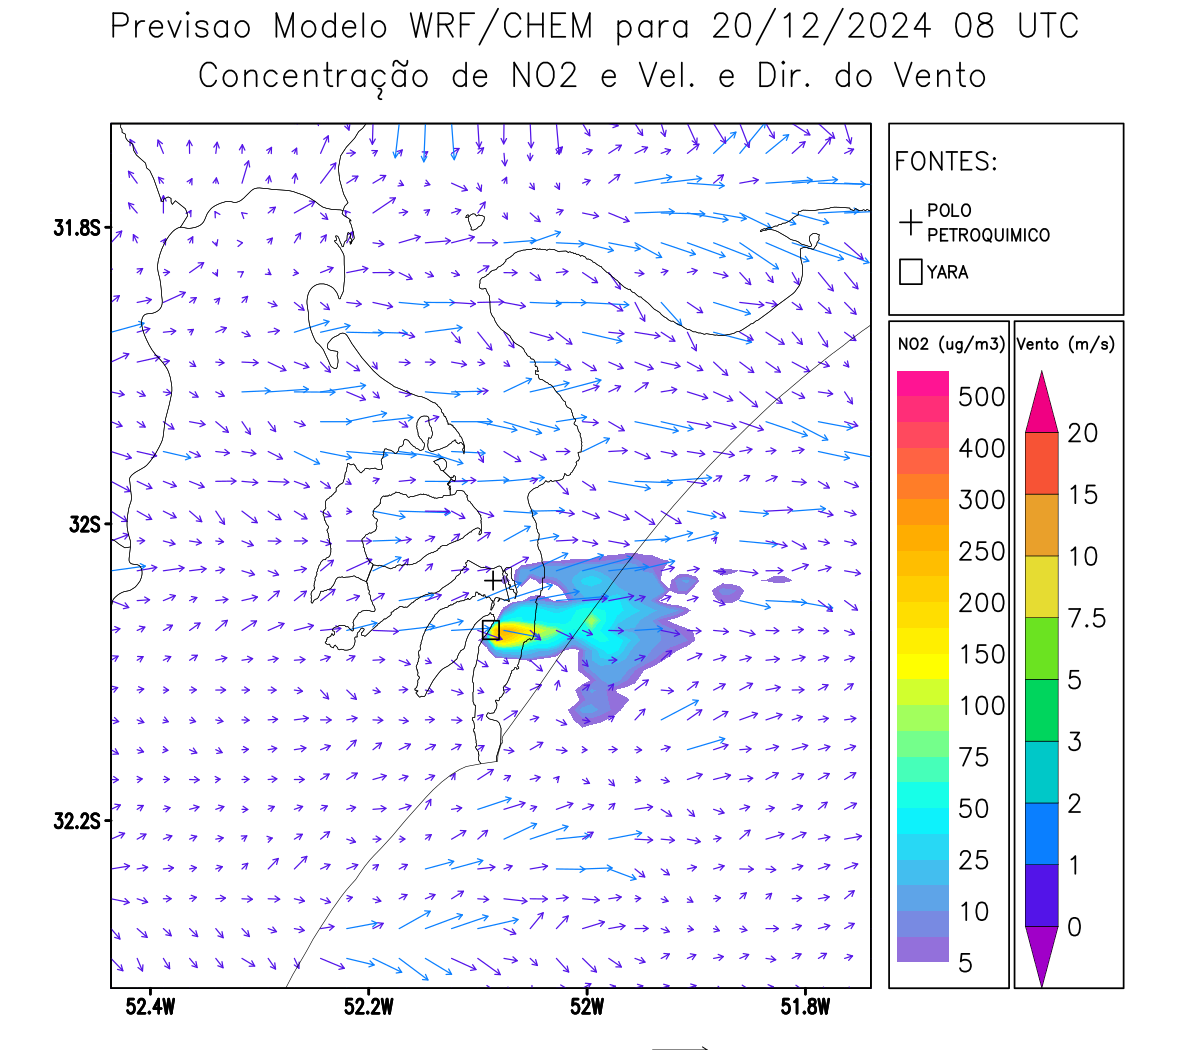 Previsao Modelo WRF/CHEM para 20/12/2024 08 UTC
Concentração de NO2 e Vel. e Dir. do Vento
FONTES:
POLO
PETROQUIMICO
YARA
31.8S
32S
32.2S
52.4W
52.2W
52W
51.8W
NO2 (ug/m3)
500
400
300
250
200
150
100
75
50
25
10
5
Vento (m/s)
20
15
10
7.5
5
3
2
1
0